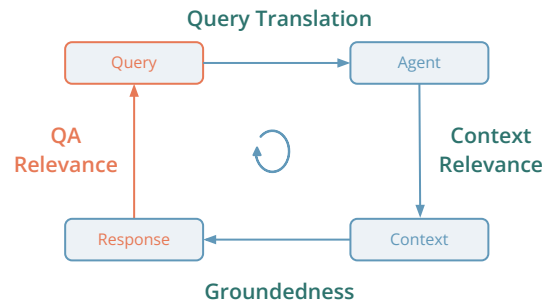 Query Translation
Query
Agent
QA
Relevance
Context
Relevance
Response
Context
Groundedness